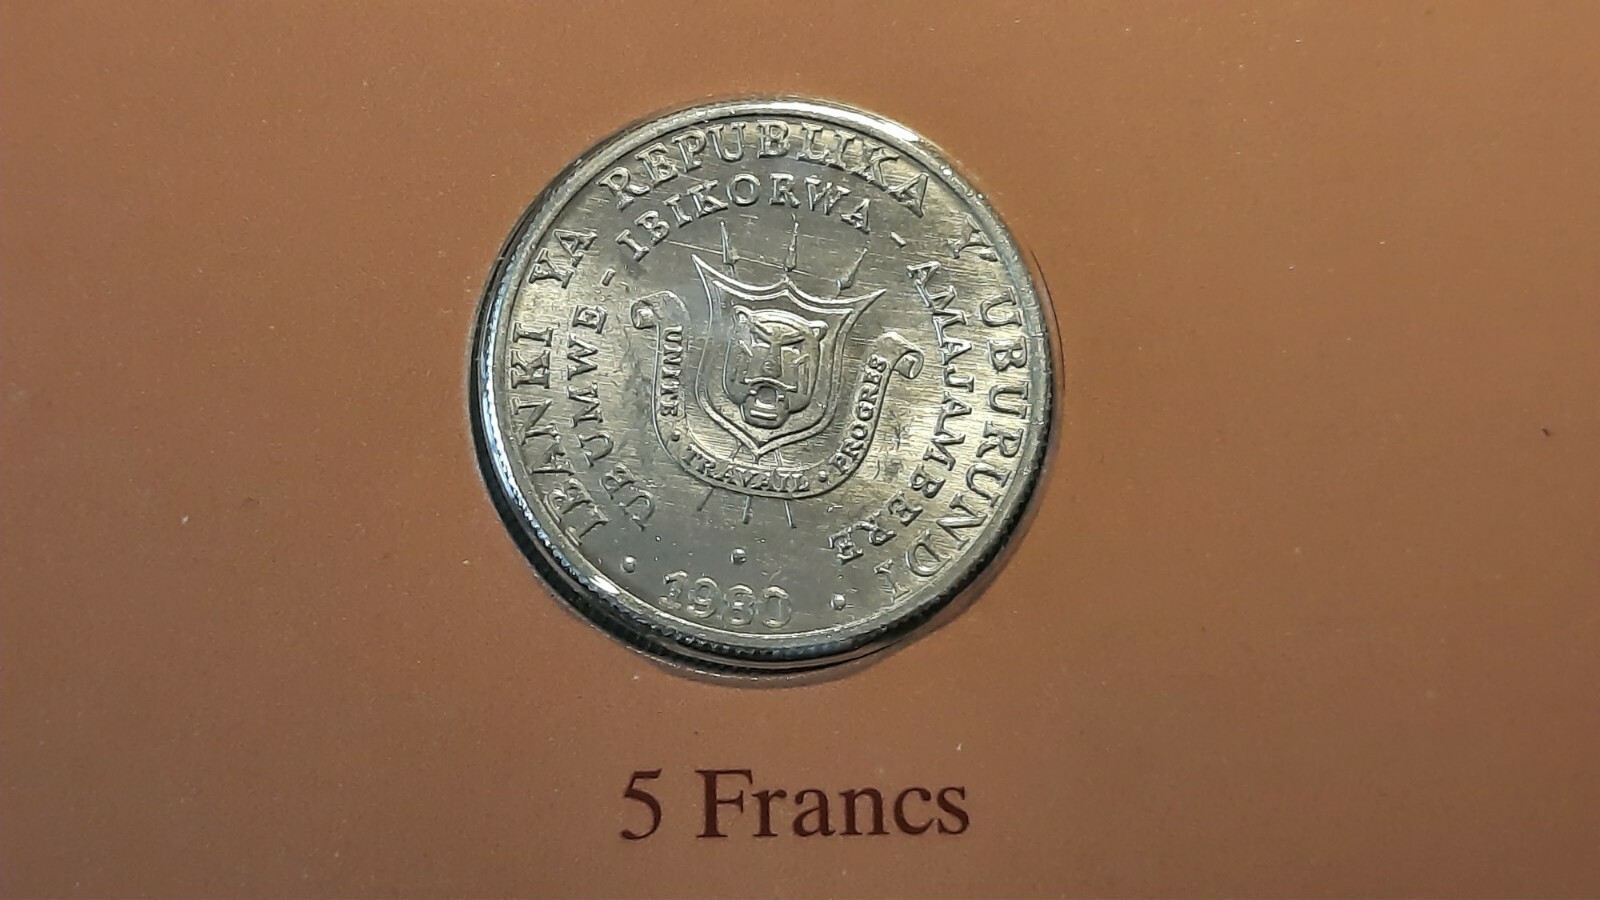 IBANKI YA REPUBLIKA Y'UBURUNDI
UBUMWE - IBIKORWA - AMAJAMBERE
UNITE · TRAVAIL · PROGRES
· 1980 ·
5 Francs